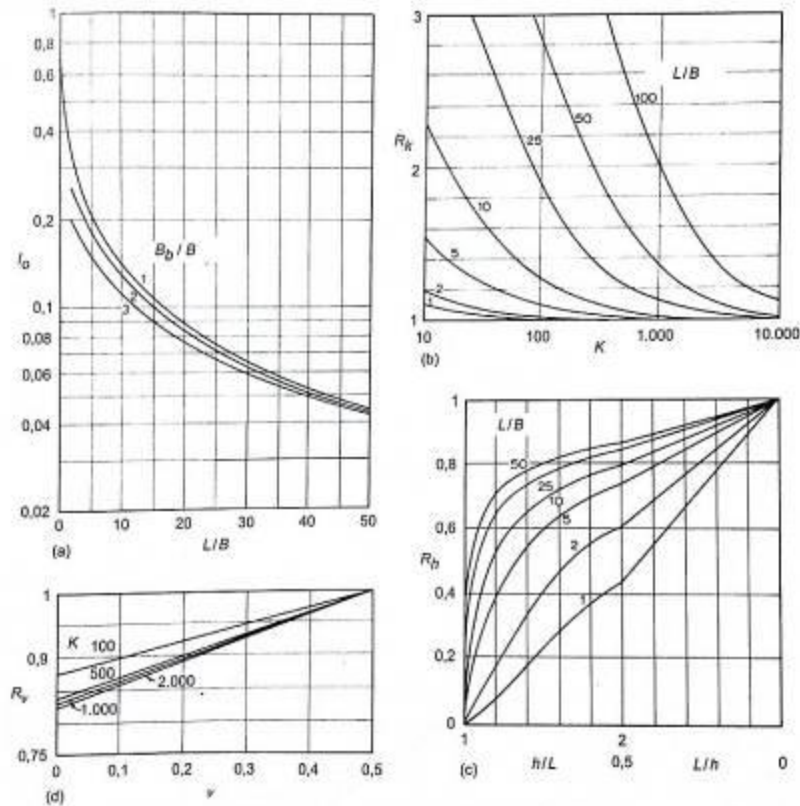 1
0,8
0,6
0,4
0,2
0,1
0,08
0,06
0,04
0,02
I₀
B_b / B
1
2
3
0 10 20 30 40 50
L/B
(a)
3
2
1
R_k
L/B
100
50
25
10
5
2
1
10 100 1.000 10.000
K
(b)
1
0,8
0,6
0,4
0,2
0
R_h
L/B
50
25
10
5
2
1
1 2
h/L 0,5 L/h 0
(c)
1
0,9
0,75
R_v
K 100
500
1.000
2.000
0 0,1 0,2 0,3 0,4 0,5
ν
(d)